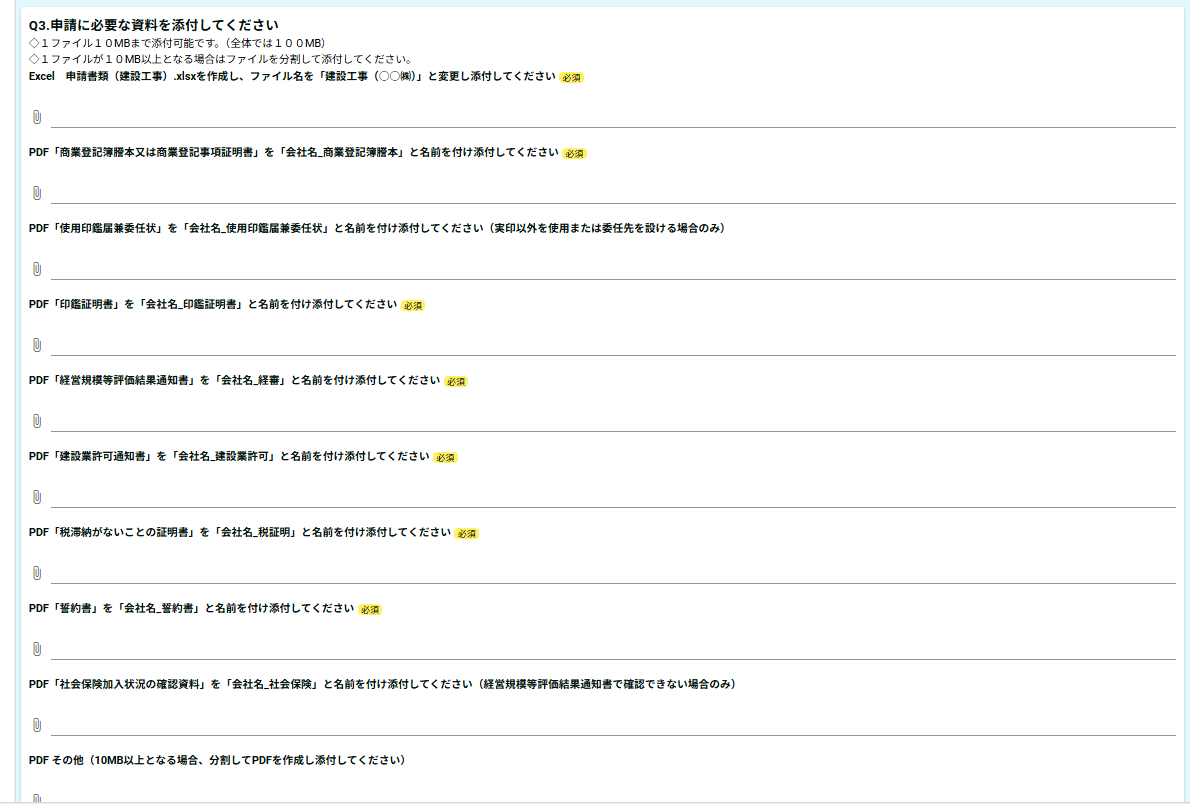 Q3.申請に必要な資料を添付してください
◇１ファイル１０MBまで添付可能です。（全体では１００MB）
◇１ファイルが１０MB以上となる場合はファイルを分割して添付してください。
Excel　申請書類（建設工事）.xlsxを作成し、ファイル名を「建設工事（○○㈱）」と変更し添付してください 必須
PDF「商業登記簿謄本又は商業登記事項証明書」を「会社名_商業登記簿謄本」と名前を付け添付してください 必須
PDF「使用印鑑届兼委任状」を「会社名_使用印鑑届兼委任状」と名前を付け添付してください（実印以外を使用または委任先を設ける場合のみ）
PDF「印鑑証明書」を「会社名_印鑑証明書」と名前を付け添付してください 必須
PDF「経営規模等評価結果通知書」を「会社名_経審」と名前を付け添付してください 必須
PDF「建設業許可通知書」を「会社名_建設業許可」と名前を付け添付してください 必須
PDF「税滞納がないことの証明書」を「会社名_税証明」と名前を付け添付してください 必須
PDF「誓約書」を「会社名_誓約書」と名前を付け添付してください 必須
PDF「社会保険加入状況の確認資料」を「会社名_社会保険」と名前を付け添付してください（経営規模等評価結果通知書で確認できない場合のみ）
PDF その他（10MB以上となる場合、分割してPDFを作成し添付してください）